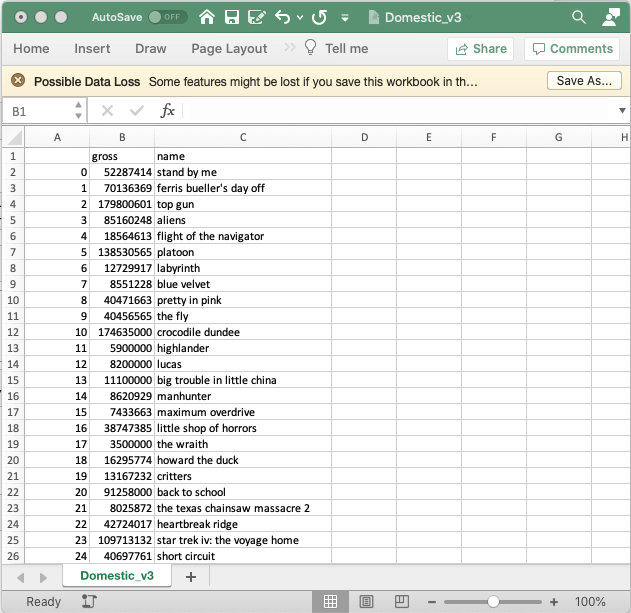 AutoSave OFF Domestic_v3
Home Insert Draw Page Layout >> Tell me Share Comments
Possible Data Loss Some features might be lost if you save this workbook in th... Save As...
B1 fx
A B C D E F G H
1 gross name
2 0 52287414 stand by me
3 1 70136369 ferris bueller's day off
4 2 179800601 top gun
5 3 85160248 aliens
6 4 18564613 flight of the navigator
7 5 138530565 platoon
8 6 12729917 labyrinth
9 7 8551228 blue velvet
10 8 40471663 pretty in pink
11 9 40456565 the fly
12 10 174635000 crocodile dundee
13 11 5900000 highlander
14 12 8200000 lucas
15 13 11100000 big trouble in little china
16 14 8620929 manhunter
17 15 7433663 maximum overdrive
18 16 38747385 little shop of horrors
19 17 3500000 the wraith
20 18 16295774 howard the duck
21 19 13167232 critters
22 20 91258000 back to school
23 21 8025872 the texas chainsaw massacre 2
24 22 42724017 heartbreak ridge
25 23 109713132 star trek iv: the voyage home
26 24 40697761 short circuit
Domestic_v3 +
Ready - + 100%